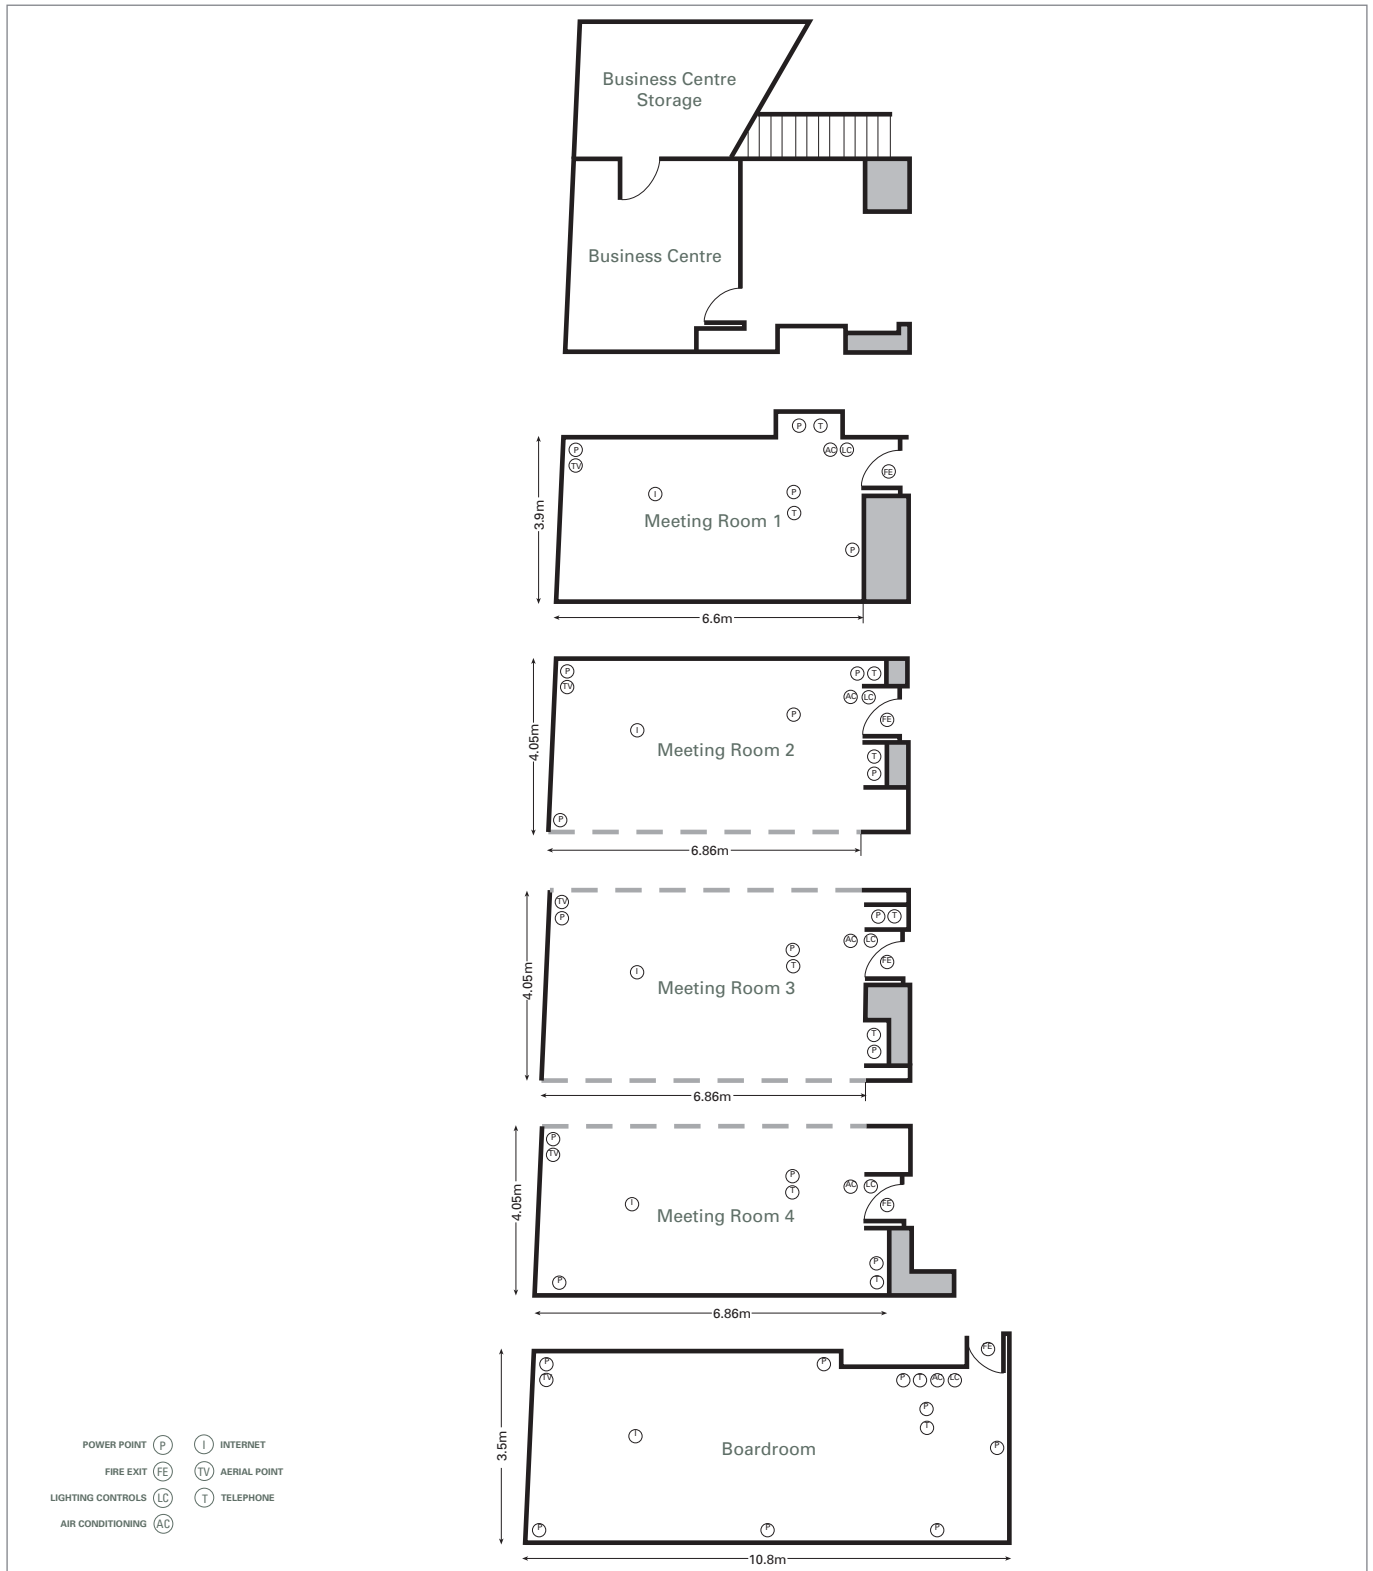 Business Centre
Storage
Business Centre
P T
AC LC
P
TV
FE
I
P
T
Meeting Room 1
P
3.9m
6.6m
P
TV
P T
AC LC
FE
P
I
Meeting Room 2
T
P
P
4.05m
6.86m
TV
P
P T
AC LC
FE
P
T
I
Meeting Room 3
T
P
4.05m
6.86m
P
TV
P
T
AC LC
FE
I
Meeting Room 4
P
T
P
4.05m
6.86m
FE
P
TV
P
P T AC LC
P
T
I
Boardroom
P
P
P
P
3.5m
10.8m
POWER POINT P
I INTERNET
FIRE EXIT FE
TV AERIAL POINT
LIGHTING CONTROLS LC
T TELEPHONE
AIR CONDITIONING AC